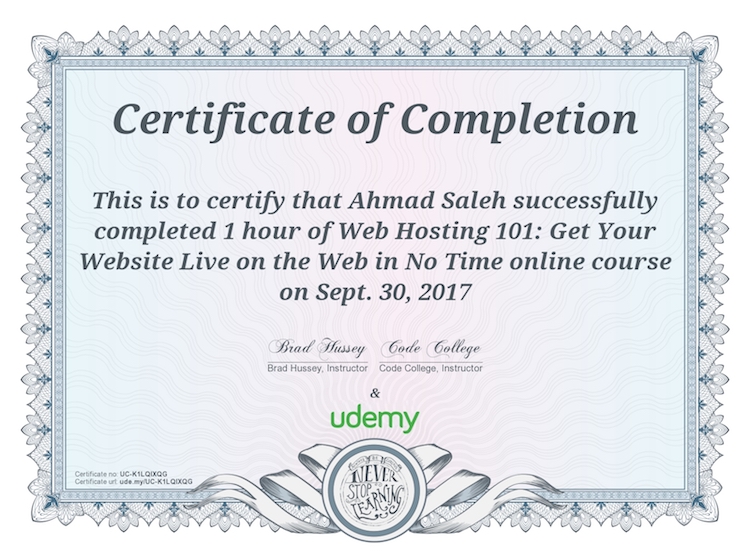 Certificate of Completion
This is to certify that Ahmad Saleh successfully
completed 1 hour of Web Hosting 101: Get Your
Website Live on the Web in No Time online course
on Sept. 30, 2017
Brad Hussey Code College
Brad Hussey, Instructor Code College, Instructor
&
udemy
Certificate no: UC-K1LQIXQG
Certificate url: ude.my/UC-K1LQIXQG
NEVER
STOP
LEARNING